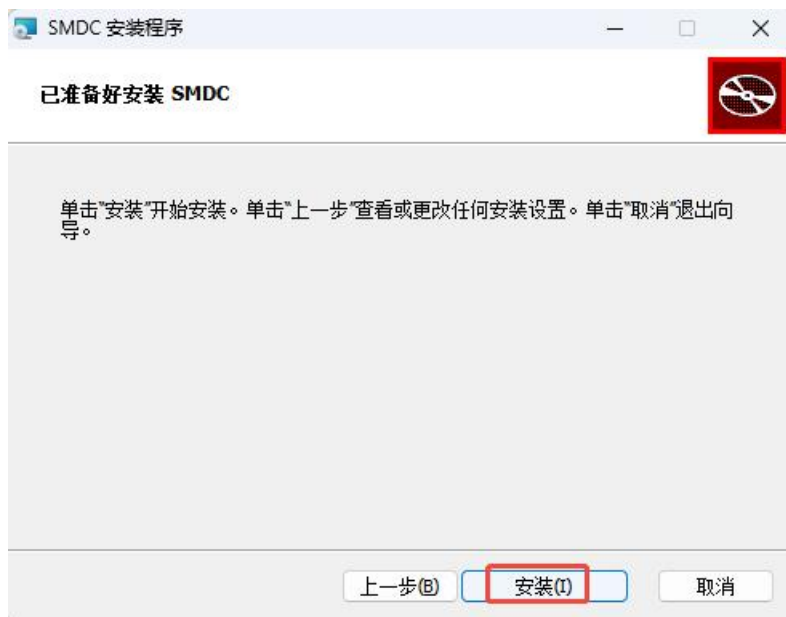 SMDC 安装程序
已准备好安装 SMDC
单击"安装"开始安装。单击"上一步"查看或更改任何安装设置。单击"取消"退出向
导。
上一步(B) 安装(I) 取消